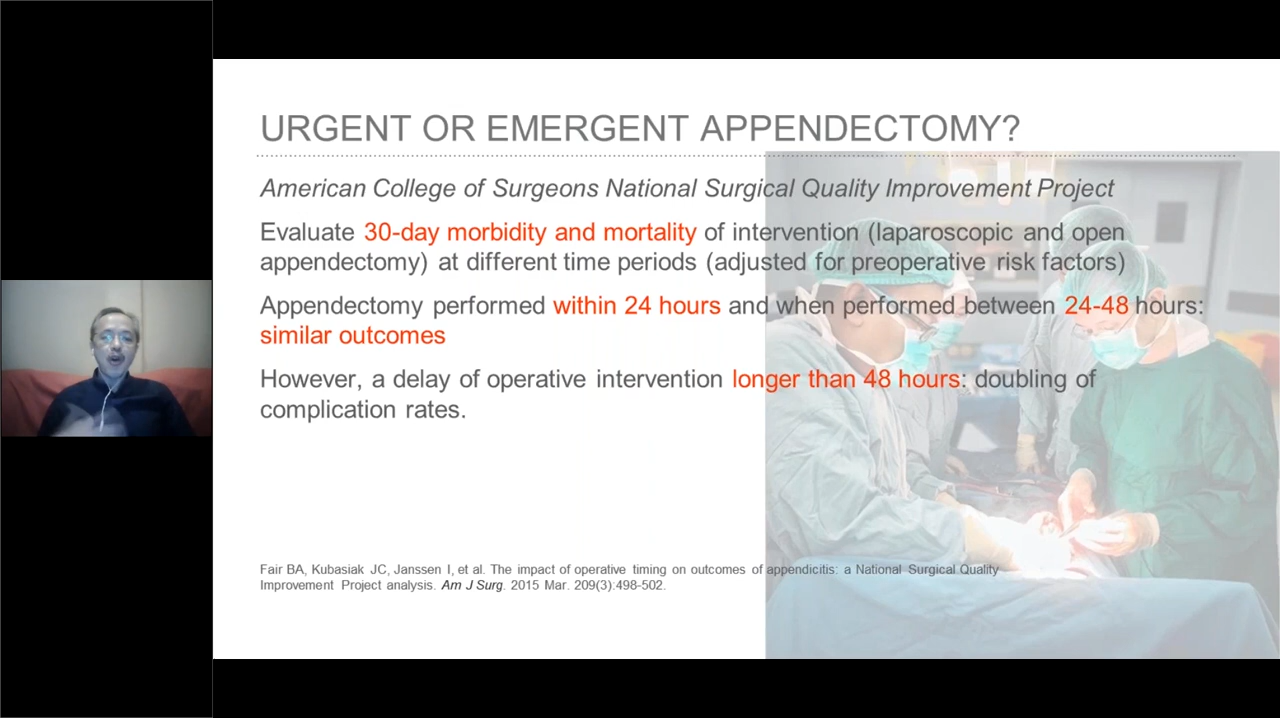 URGENT OR EMERGENT APPENDECTOMY?
American College of Surgeons National Surgical Quality Improvement Project
Evaluate 30-day morbidity and mortality of intervention (laparoscopic and open
appendectomy) at different time periods (adjusted for preoperative risk factors)
Appendectomy performed within 24 hours and when performed between 24-48 hours:
similar outcomes
However, a delay of operative intervention longer than 48 hours: doubling of
complication rates.
Fair BA, Kubasiak JC, Janssen I, et al. The impact of operative timing on outcomes of appendicitis: a National Surgical Quality
Improvement Project analysis. Am J Surg. 2015 Mar. 209(3):498-502.